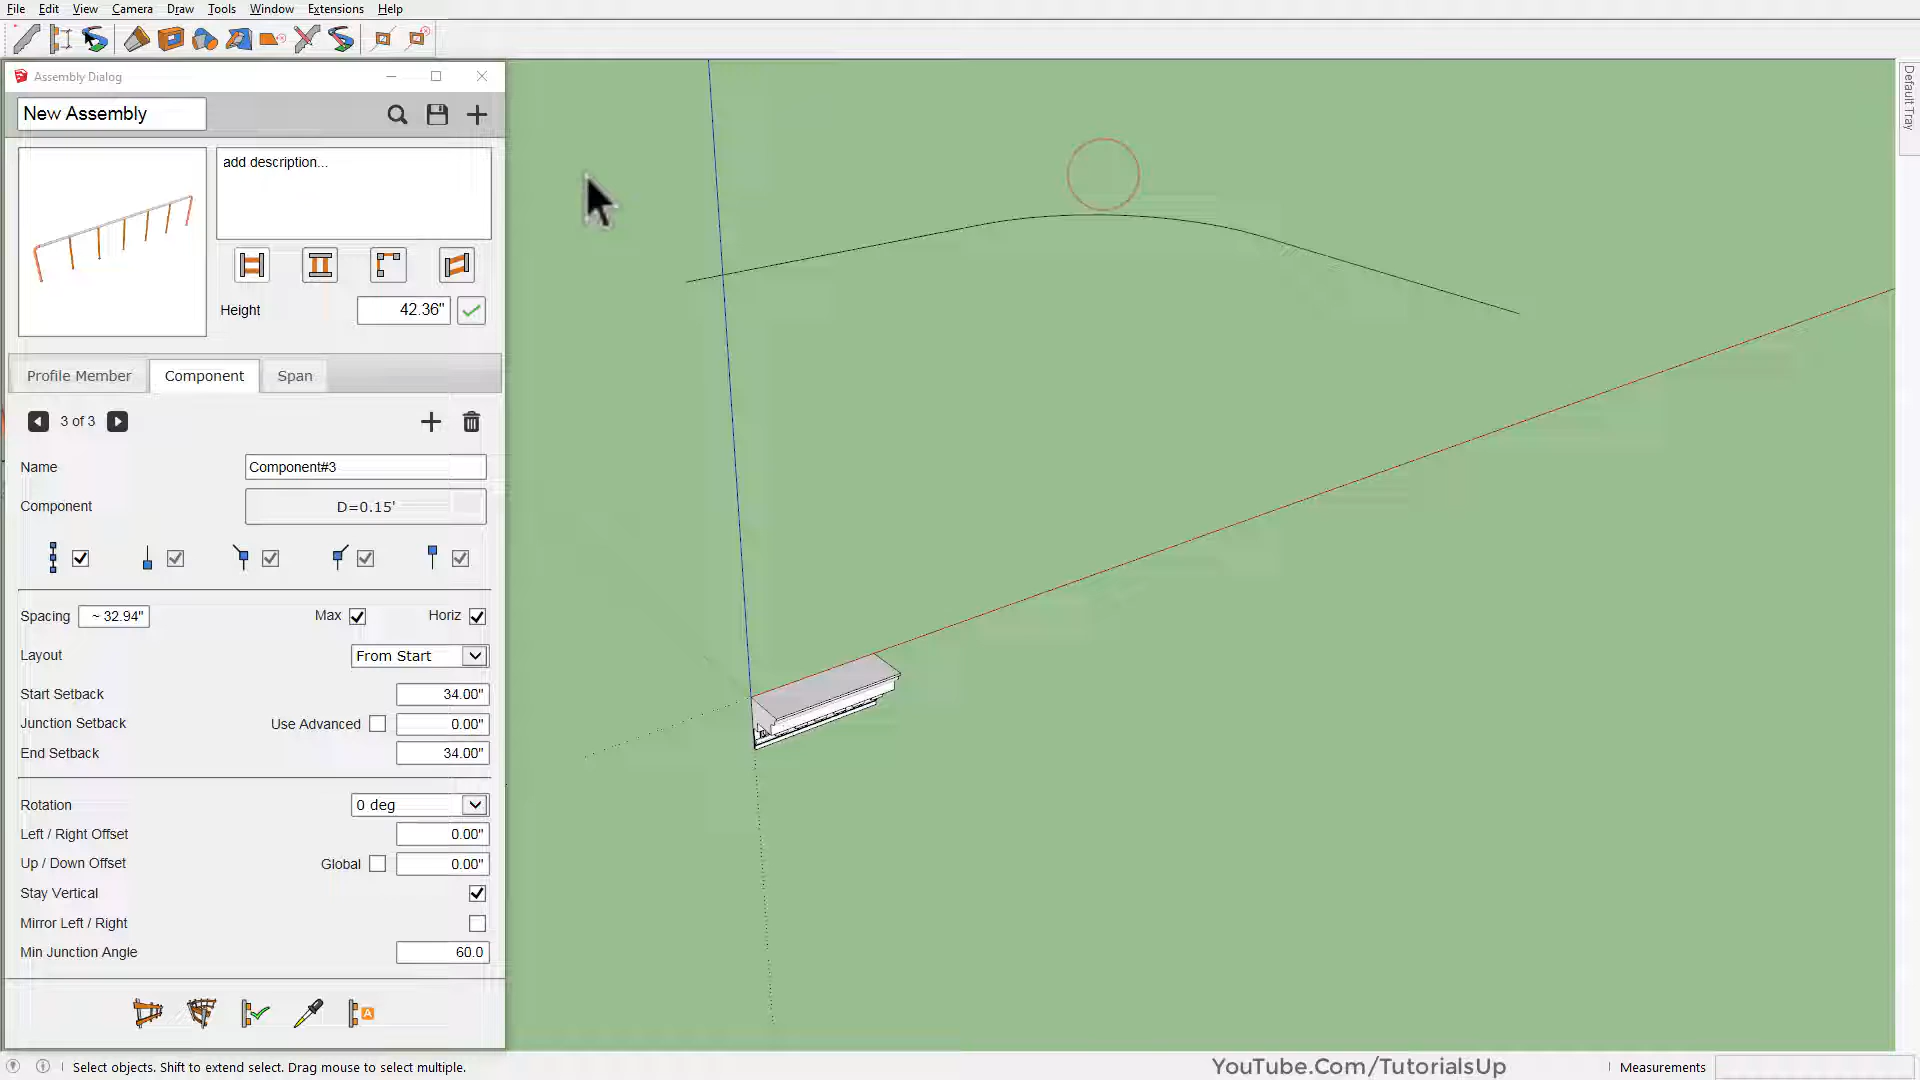 File Edit View Camera Draw Tools Window Extensions Help
Assembly Dialog
New Assembly
add description...
Height 42.36"
Profile Member Component Span
3 of 3
Name Component#3
Component D=0.15'
Spacing ~ 32.94" Max Horiz
Layout From Start
Start Setback 34.00"
Junction Setback Use Advanced 0.00"
End Setback 34.00"
Rotation 0 deg
Left / Right Offset 0.00"
Up / Down Offset Global 0.00"
Stay Vertical
Mirror Left / Right
Min Junction Angle 60.0
A
Default Tray
Select objects. Shift to extend select. Drag mouse to select multiple.
YouTube.Com/TutorialsUp
Measurements